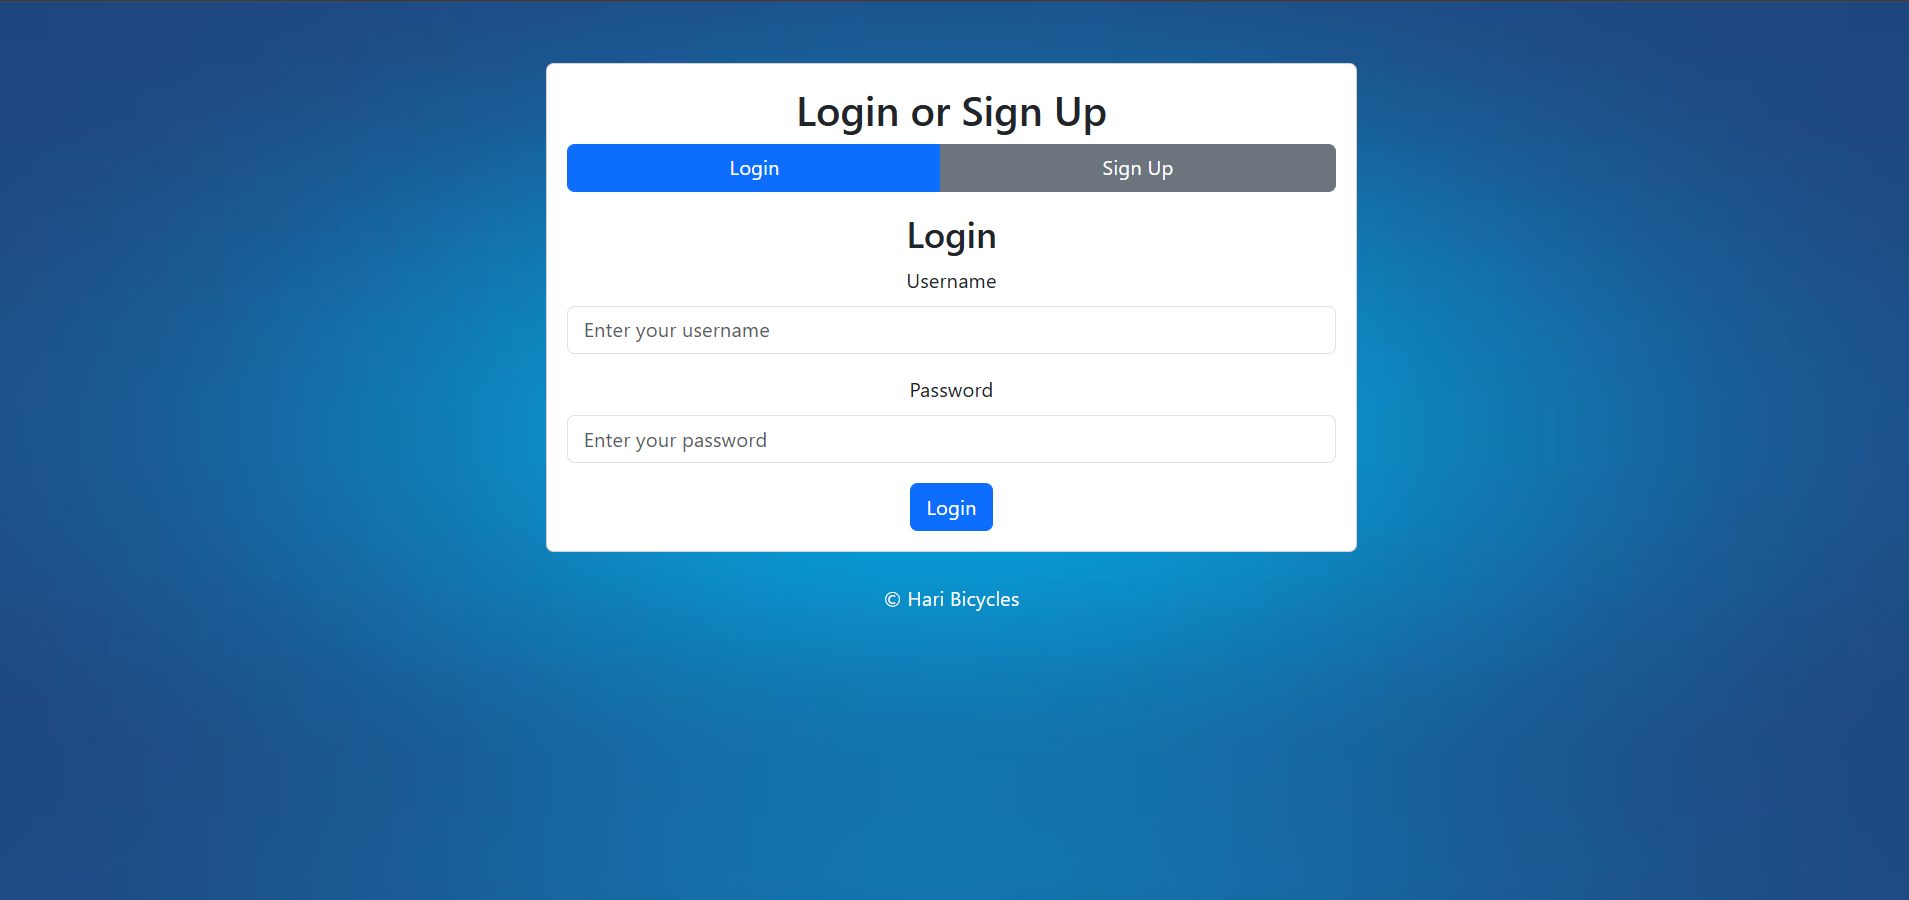 Login or Sign Up
Login Sign Up
Login
Username
Enter your username
Password
Enter your password
Login
© Hari Bicycles